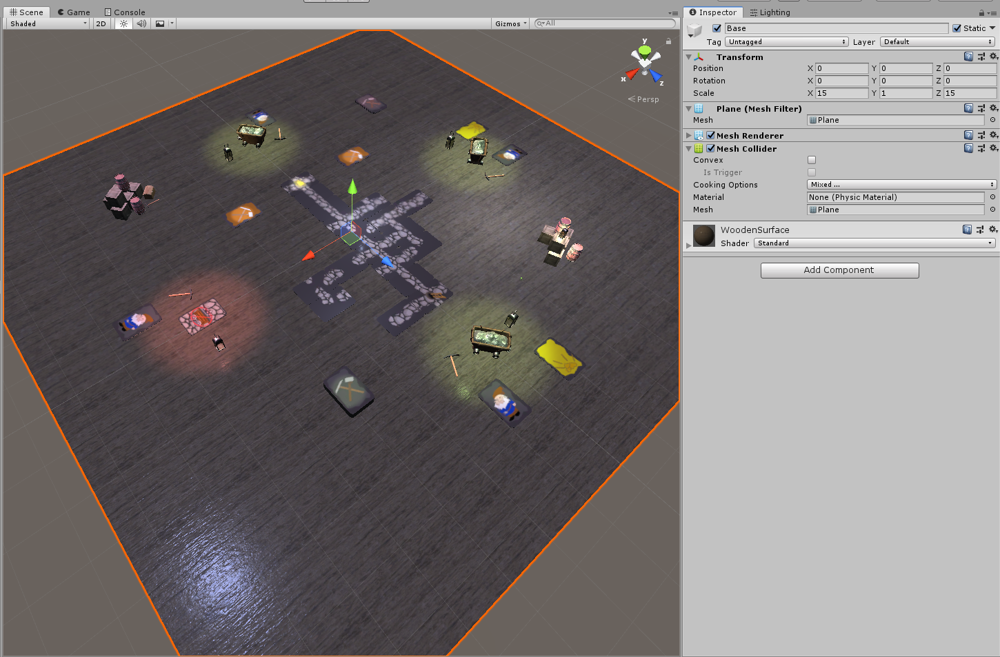 Scene Game Console
Shaded 2D Gizmos All
y
x
z
Persp
Inspector Lighting
Base Static
Tag Untagged Layer Default
Transform
Position X 0 Y 0 Z 0
Rotation X 0 Y 0 Z 0
Scale X 15 Y 1 Z 15
Plane (Mesh Filter)
Mesh Plane
Mesh Renderer
Mesh Collider
Convex
Is Trigger
Cooking Options Mixed ...
Material None (Physic Material)
Mesh Plane
WoodenSurface
Shader Standard
Add Component